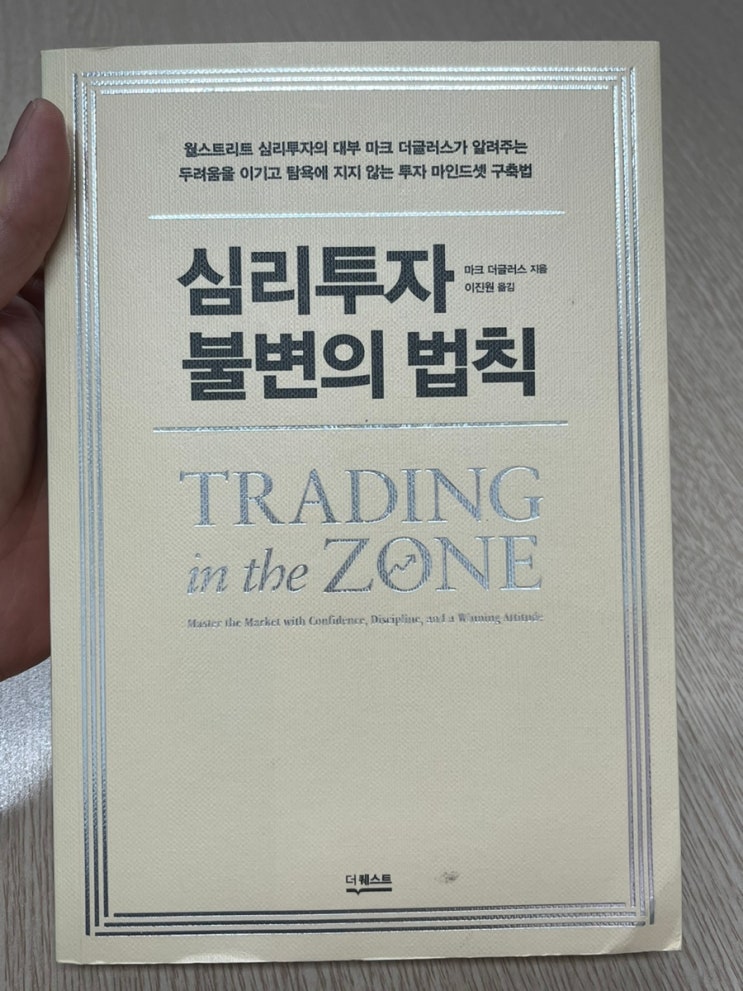 월스트리트 심리투자의 대부 마크 더글러스가 알려주는
두려움을 이기고 탐욕에 지지 않는 투자 마인드셋 구축법
심리투자
마크 더글러스 지음
이진원 옮김
불변의 법칙
TRADING
in the ZONE
Master the Market with Confidence, Discipline, and a Winning Attitude
더퀘스트